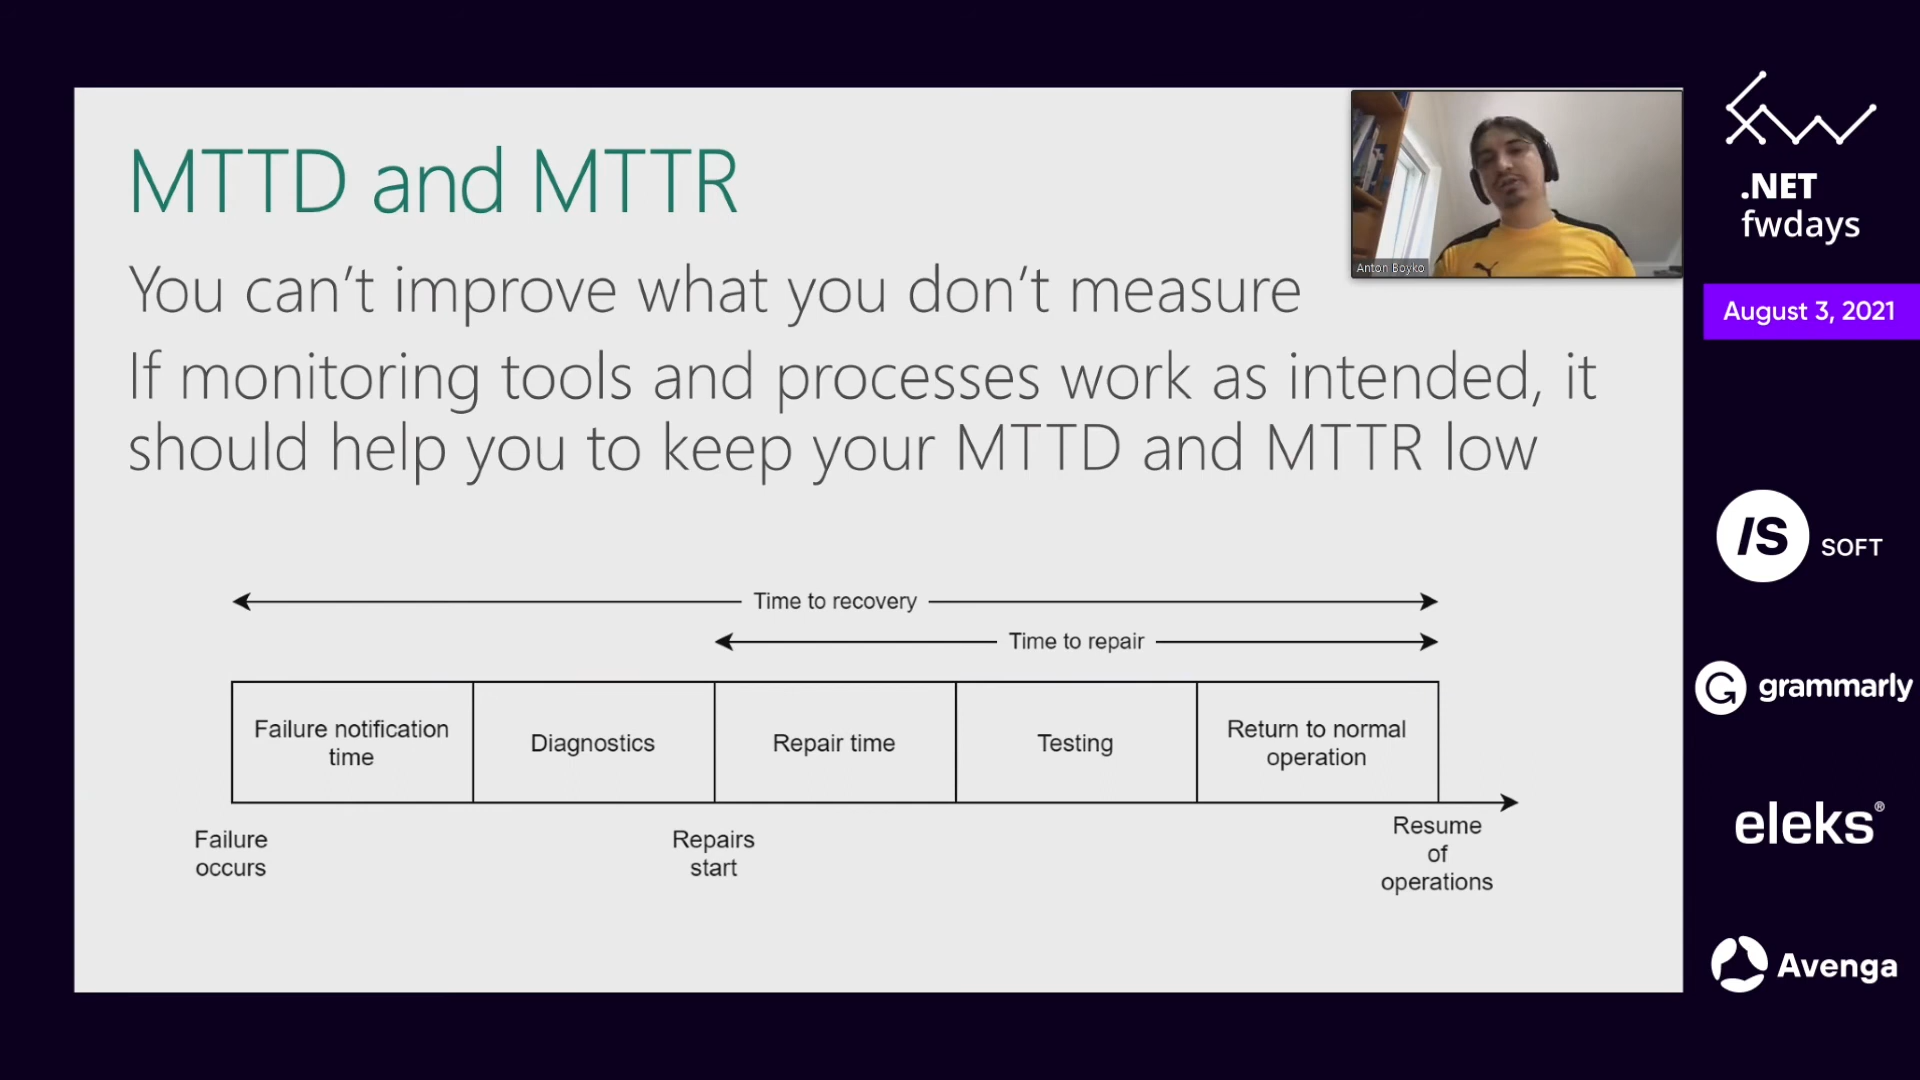 MTTD and MTTR
You can't improve what you don't measure
If monitoring tools and processes work as intended, it
should help you to keep your MTTD and MTTR low
Time to recovery
Time to repair
Failure notification
time
Diagnostics
Repair time
Testing
Return to normal
operation
Failure
occurs
Repairs
start
Resume
of
operations
Anton Boyko
.NET
fwdays
August 3, 2021
IS SOFT
grammarly
eleks®
Avenga